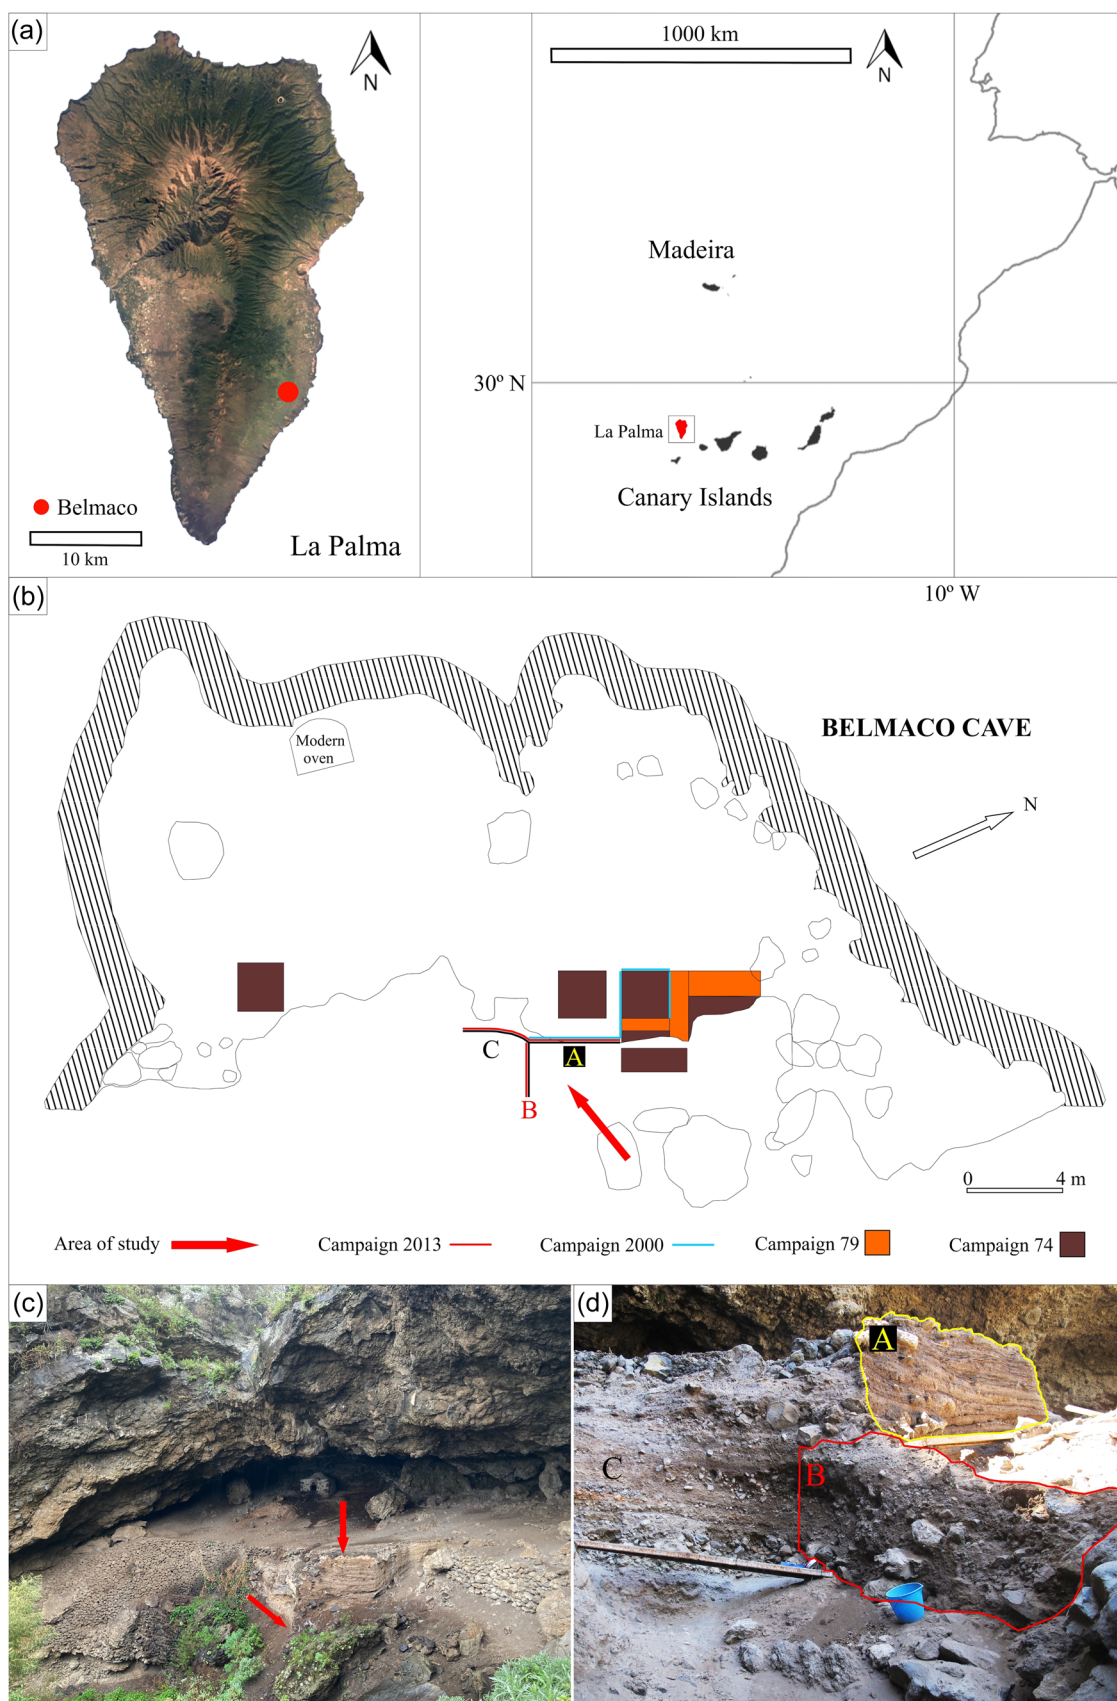 (a)
N
1000 km
N
Madeira
30º N
La Palma
Canary Islands
Belmaco
10 km
La Palma
10º W
(b)
BELMACO CAVE
Modern
oven
N
C
A
B
0 4 m
Area of study
Campaign 2013
Campaign 2000
Campaign 79
Campaign 74
(c)
(d)
A
B
C